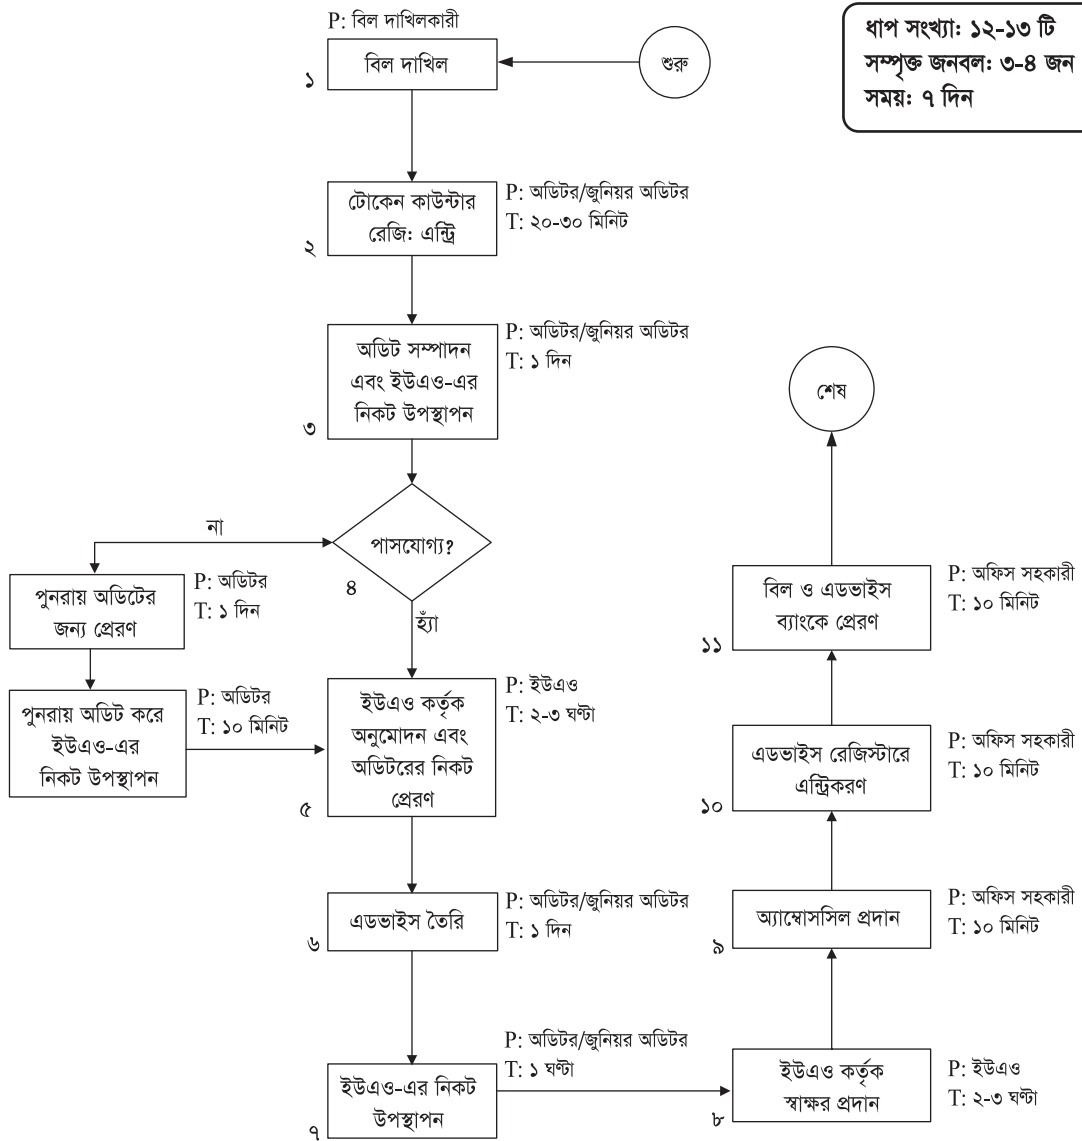 P: বিল দাখিলকারী
বিল দাখিল
১
শুরু
ধাপ সংখ্যা: ১২-১৩ টি
সম্পৃক্ত জনবল: ৩-৪ জন
সময়: ৭ দিন
টোকেন কাউন্টার
রেজি: এন্ট্রি
২
P: অডিটর/জুনিয়র অডিটর
T: ২০-৩০ মিনিট
অডিট সম্পাদন
এবং ইউএও-এর
নিকট উপস্থাপন
৩
P: অডিটর/জুনিয়র অডিটর
T: ১ দিন
পাসযোগ্য?
৪
না
হ্যাঁ
পুনরায় অডিটের
জন্য প্রেরণ
P: অডিটর
T: ১ দিন
পুনরায় অডিট করে
ইউএও-এর
নিকট উপস্থাপন
P: অডিটর
T: ১০ মিনিট
ইউএও কর্তৃক
অনুমোদন এবং
অডিটরের নিকট
প্রেরণ
৫
P: ইউএও
T: ২-৩ ঘণ্টা
এডভাইস তৈরি
৬
P: অডিটর/জুনিয়র অডিটর
T: ১ দিন
ইউএও-এর নিকট
উপস্থাপন
৭
P: অডিটর/জুনিয়র অডিটর
T: ১ ঘণ্টা
ইউএও কর্তৃক
স্বাক্ষর প্রদান
৮
P: ইউএও
T: ২-৩ ঘণ্টা
অ্যাম্বোসসিল প্রদান
৯
P: অফিস সহকারী
T: ১০ মিনিট
এডভাইস রেজিস্টারে
এন্ট্রিকরণ
১০
P: অফিস সহকারী
T: ১০ মিনিট
বিল ও এডভাইস
ব্যাংকে প্রেরণ
১১
P: অফিস সহকারী
T: ১০ মিনিট
শেষ